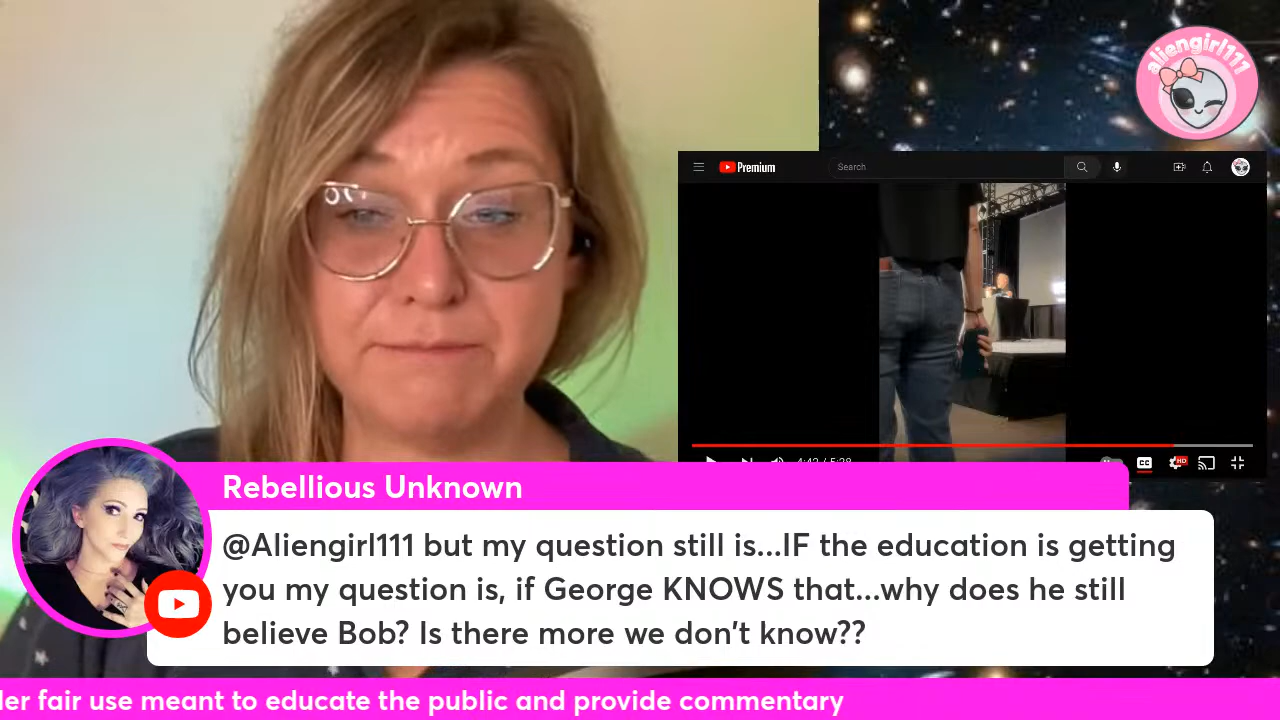 aliengirl111
Premium
Search
4:42 / 5:28
CC
HD
Rebellious Unknown
@Aliengirl111 but my question still is...IF the education is getting
you my question is, if George KNOWS that...why does he still
believe Bob? Is there more we don't know??
fair use meant to educate the public and provide commentary